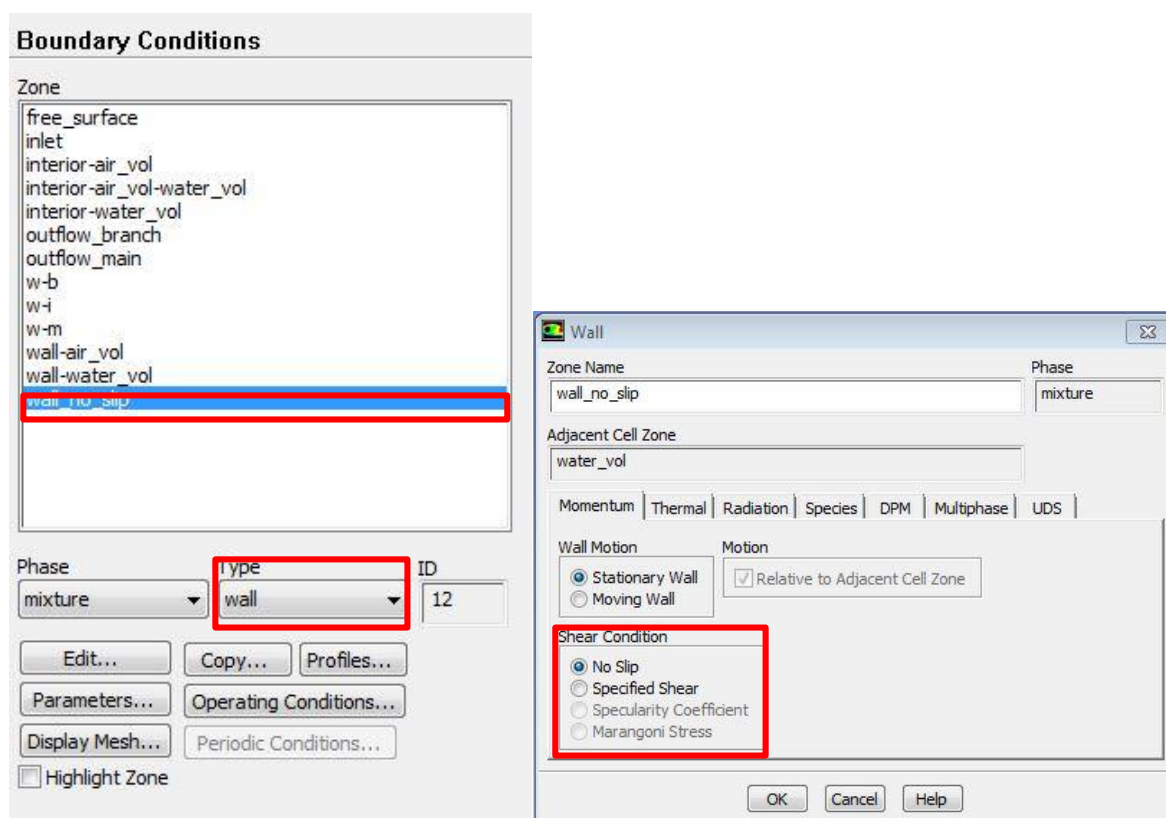 Boundary Conditions
Zone
free_surface
inlet
interior-air_vol
interior-air_vol-water_vol
interior-water_vol
outflow_branch
outflow_main
w-b
w-i
w-m
wall-air_vol
wall-water_vol
wall_no_slip
Phase Type ID
mixture wall 12
Edit... Copy... Profiles...
Parameters... Operating Conditions...
Display Mesh... Periodic Conditions...
Highlight Zone
Wall
Zone Name Phase
wall_no_slip mixture
Adjacent Cell Zone
water_vol
Momentum Thermal Radiation Species DPM Multiphase UDS
Wall Motion Motion
Stationary Wall Relative to Adjacent Cell Zone
Moving Wall
Shear Condition
No Slip
Specified Shear
Specularity Coefficient
Marangoni Stress
OK Cancel Help